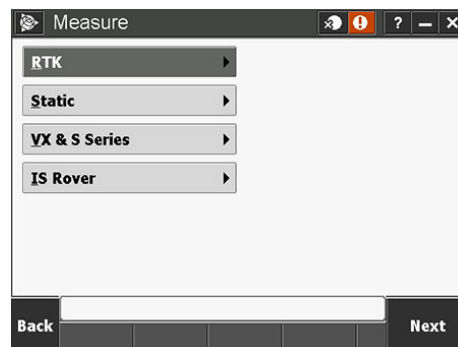 Measure
? – X
RTK
Static
VX & S Series
IS Rover
Back
Next